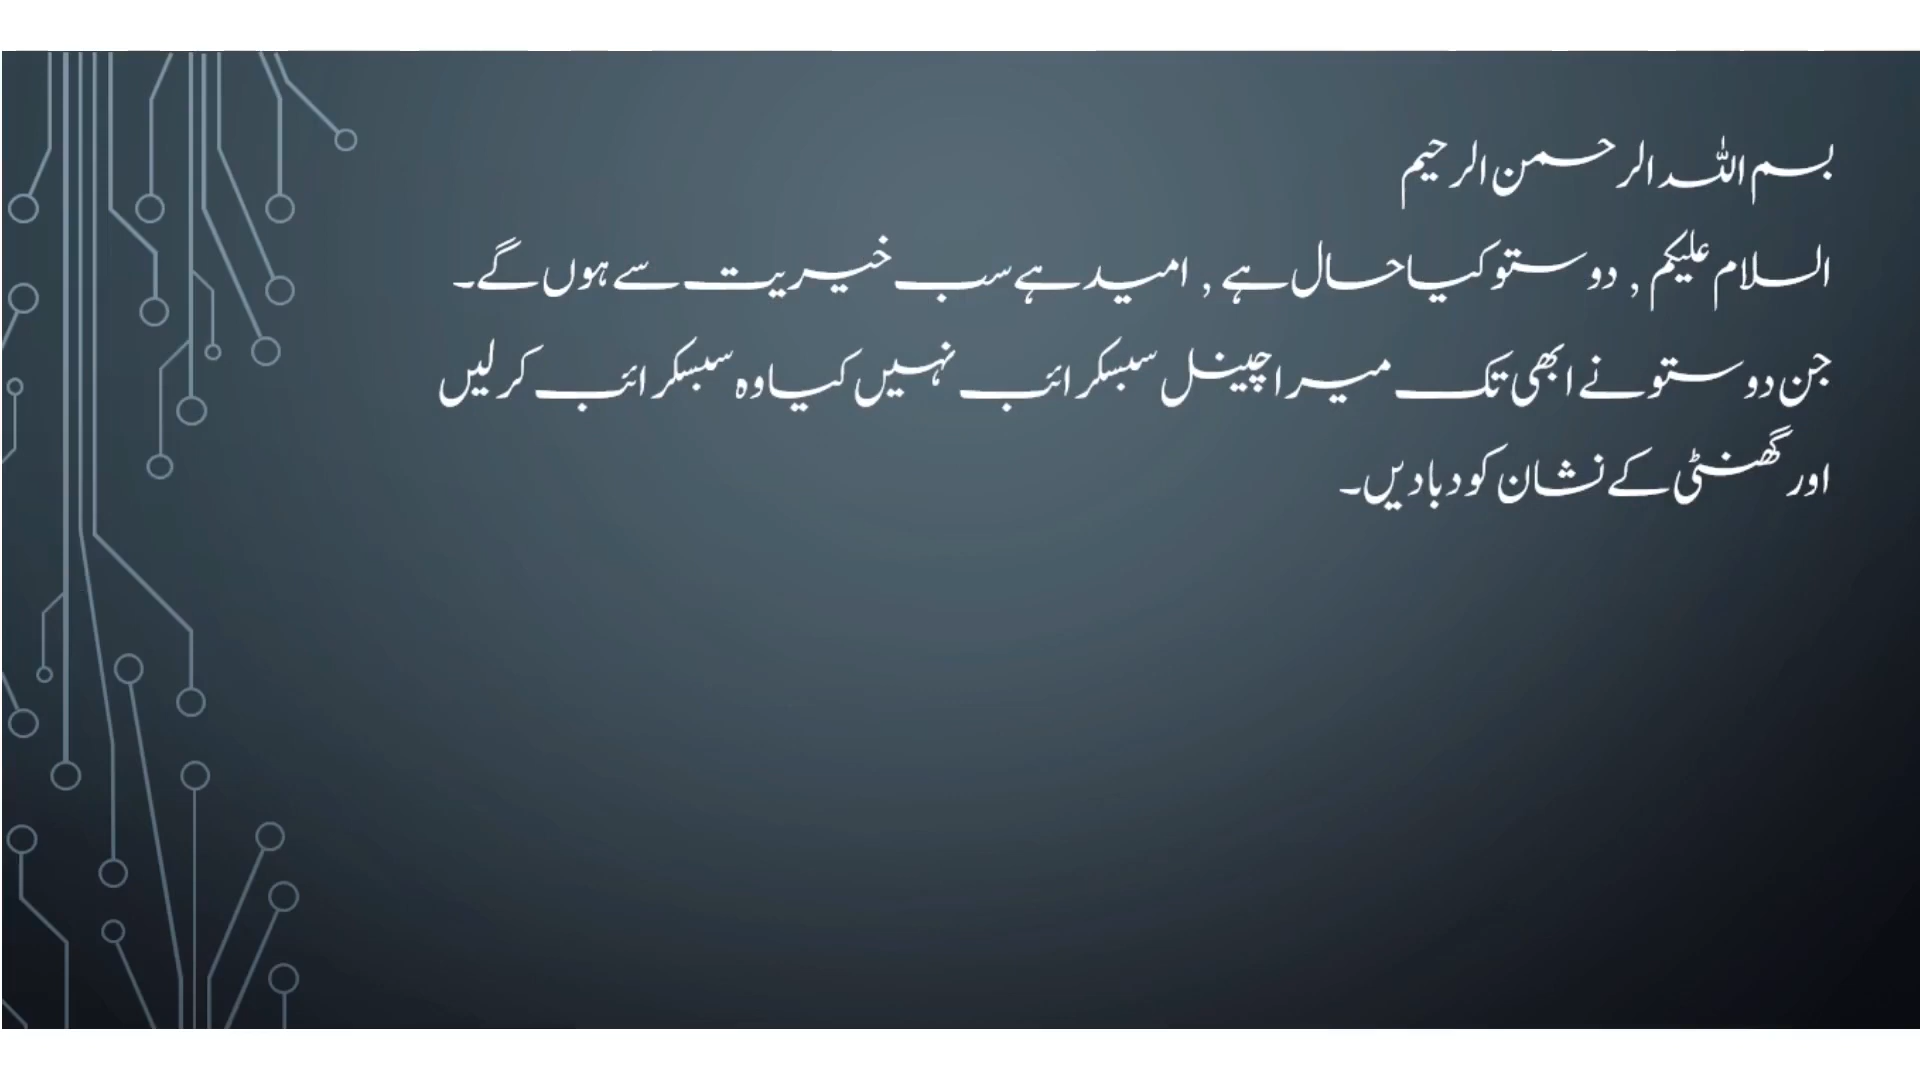 بسم اللہ الرحمن الرحیم
السلام علیکم , دوستو کیا حال ہے , امید ہے سب خیریت سے ہوں گے۔
جن دوستو نے ابھی تک میرا چینل سبسکرائب نہیں کیا وہ سبسکرائب کر لیں
اور گھنٹی کے نشان کو دبا دیں۔